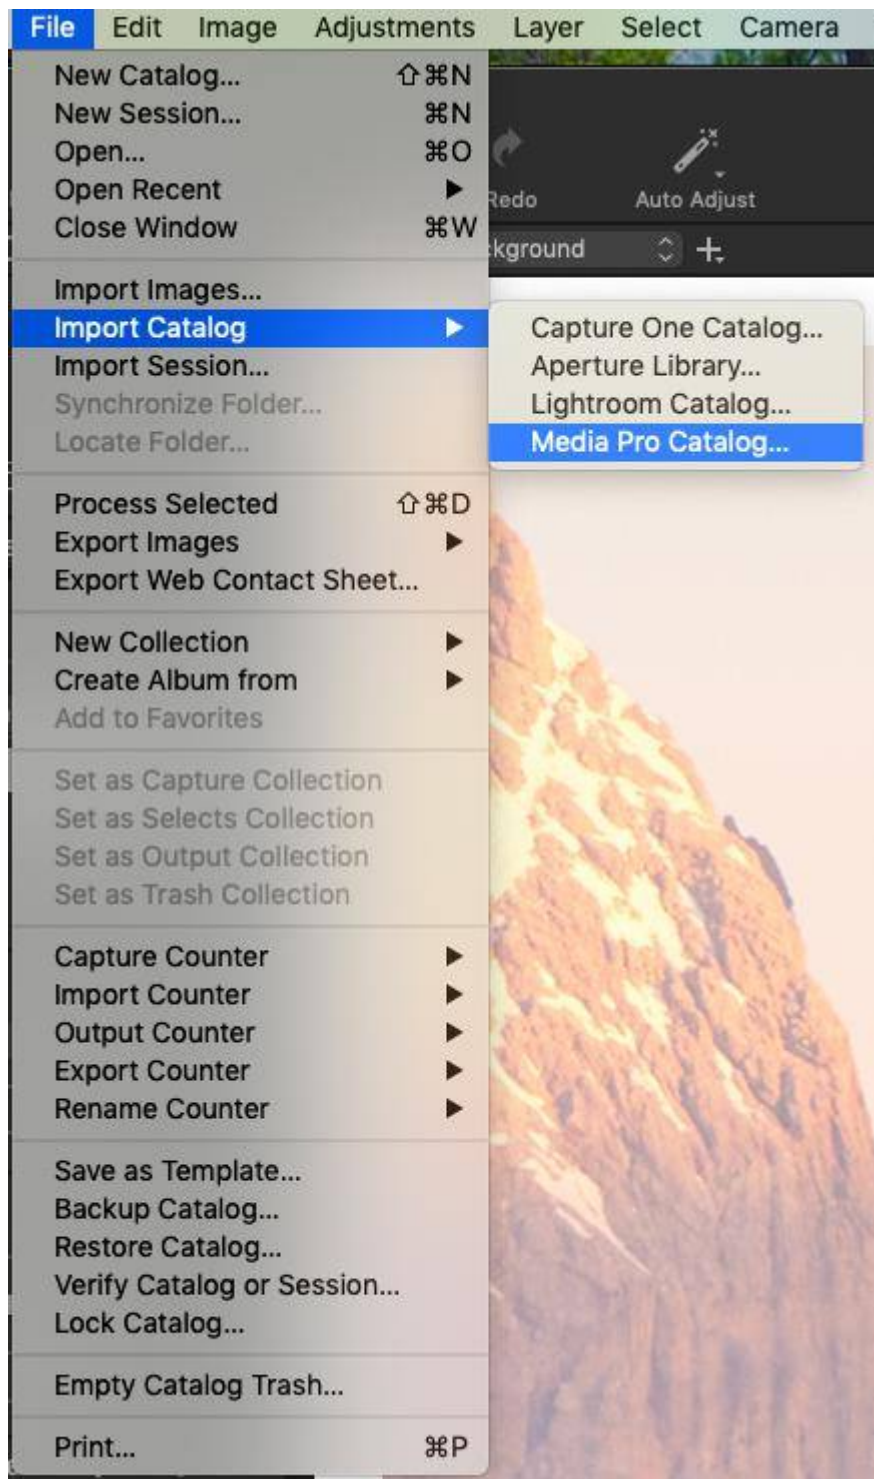 File Edit Image Adjustments Layer Select Camera
New Catalog... ⇧⌘N
New Session... ⌘N
Open... ⌘O
Open Recent ▶
Close Window ⌘W
Redo
Auto Adjust
kground
Import Images...
Import Catalog ▶
Import Session...
Synchronize Folder...
Locate Folder...
Capture One Catalog...
Aperture Library...
Lightroom Catalog...
Media Pro Catalog...
Process Selected ⇧⌘D
Export Images ▶
Export Web Contact Sheet...
New Collection ▶
Create Album from ▶
Add to Favorites
Set as Capture Collection
Set as Selects Collection
Set as Output Collection
Set as Trash Collection
Capture Counter ▶
Import Counter ▶
Output Counter ▶
Export Counter ▶
Rename Counter ▶
Save as Template...
Backup Catalog...
Restore Catalog...
Verify Catalog or Session...
Lock Catalog...
Empty Catalog Trash...
Print... ⌘P